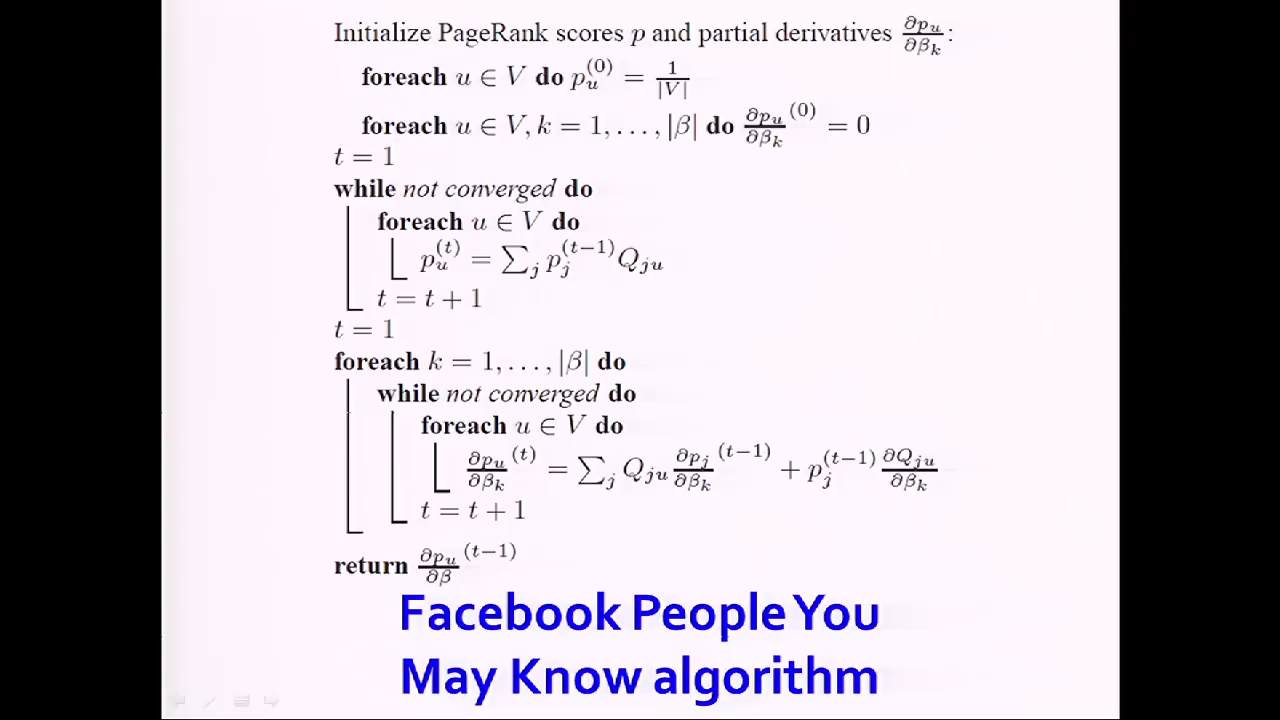 Initialize PageRank scores p and partial derivatives ∂p_u/∂β_k:
foreach u ∈ V do p_u^(0) = 1/|V|
foreach u ∈ V, k = 1, . . . , |β| do ∂p_u/∂β_k^(0) = 0
t = 1
while not converged do
foreach u ∈ V do
p_u^(t) = ∑_j p_j^(t−1) Q_ju
t = t + 1
t = 1
foreach k = 1, . . . , |β| do
while not converged do
foreach u ∈ V do
∂p_u/∂β_k^(t) = ∑_j Q_ju ∂p_j/∂β_k^(t−1) + p_j^(t−1) ∂Q_ju/∂β_k
t = t + 1
return ∂p_u/∂β^(t−1)
Facebook People You
May Know algorithm